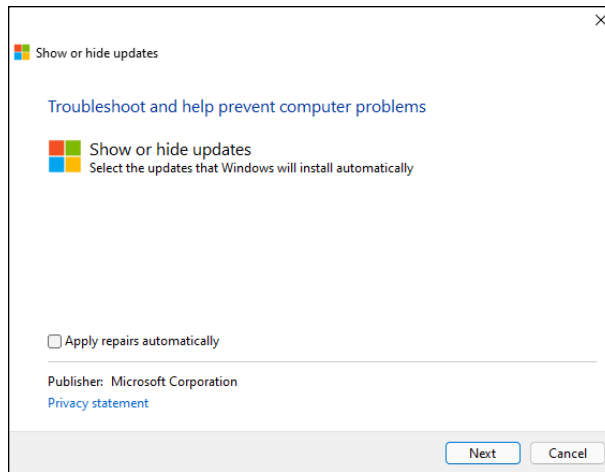 Show or hide updates
Troubleshoot and help prevent computer problems
Show or hide updates
Select the updates that Windows will install automatically
Apply repairs automatically
Publisher: Microsoft Corporation
Privacy statement
Next Cancel